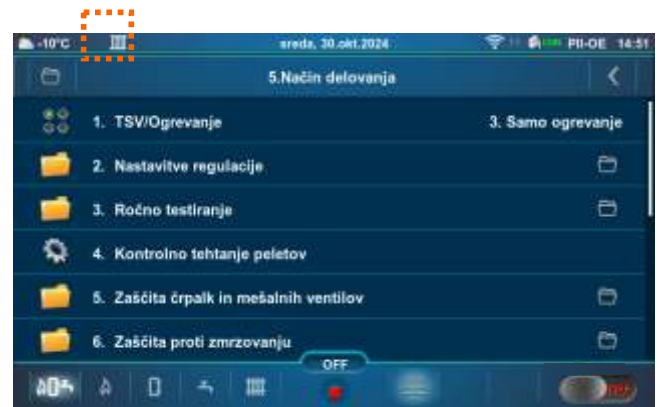 -10°C sreda, 30.okt.2024 PII-OE 14:51
5.Način delovanja
1. TSV/Ogrevanje 3. Samo ogrevanje
2. Nastavitve regulacije
3. Ročno testiranje
4. Kontrolno tehtanje peletov
5. Zaščita črpalk in mešalnih ventilov
6. Zaščita proti zmrzovanju
OFF